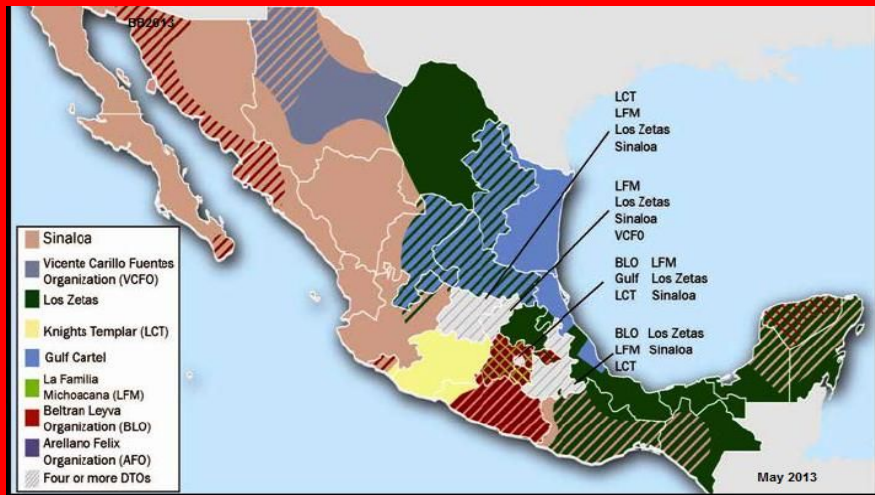 BB2013
LCT
LFM
Los Zetas
Sinaloa
LFM
Los Zetas
Sinaloa
VCF0
BLO LFM
Gulf Los Zetas
LCT Sinaloa
BLO Los Zetas
LFM Sinaloa
LCT
Sinaloa
Vicente Carillo Fuentes
Organization (VCFO)
Los Zetas
Knights Templar (LCT)
Gulf Cartel
La Familia
Michoacana (LFM)
Beltran Leyva
Organization (BLO)
Arellano Felix
Organization (AFO)
Four or more DTOs
May 2013